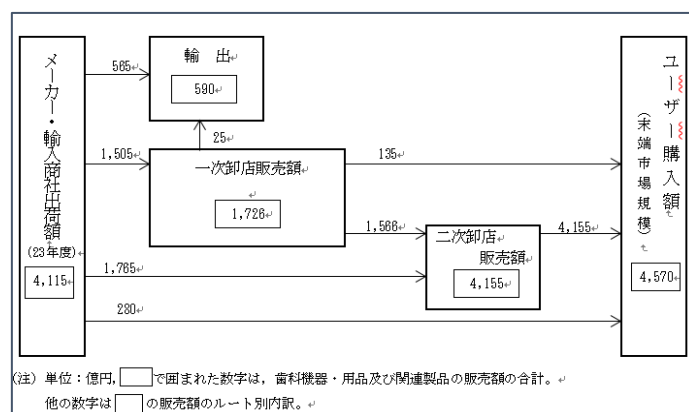 メーカー・輸入商社出荷額
(23年度)
4,115
565
輸 出
590
25
1,505
一次卸店販売額
1,726
135
1,566
二次卸店
販売額
4,155
4,155
1,765
280
ユーザー購入額
(末端市場規模)
4,570
(注) 単位:億円, で囲まれた数字は,歯科機器・用品及び関連製品の販売額の合計。
他の数字は の販売額のルート別内訳。